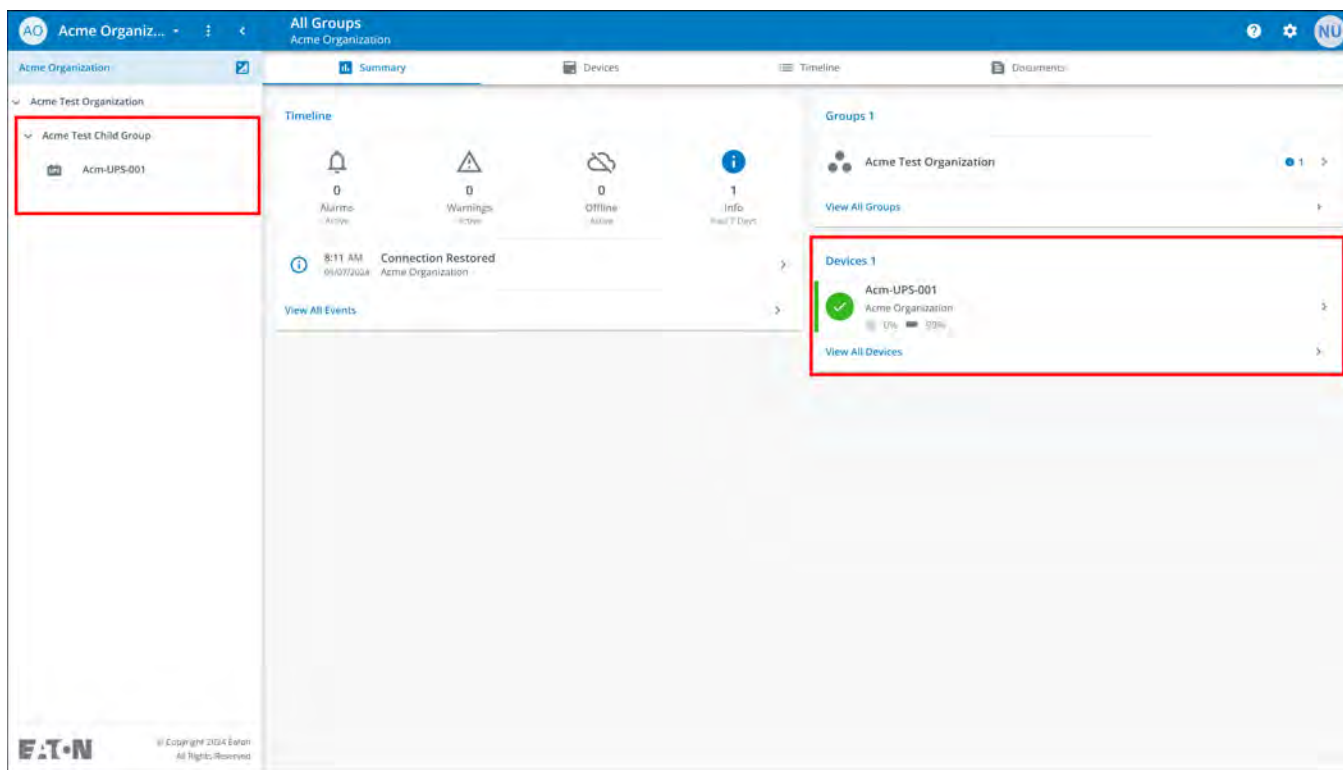 AO Acme Organiz...
All Groups
Acme Organization
NU
Acme Organization
Summary
Devices
Timeline
Documents
Acme Test Organization
Acme Test Child Group
Acm-UPS-001
Timeline
0
Alarms
Active
0
Warnings
Active
0
Offline
Active
1
Info
Past 7 Days
8:11 AM Connection Restored
Acme Organization
View All Events
Groups 1
Acme Test Organization
1
View All Groups
Devices 1
Acm-UPS-001
Acme Organization
0%
View All Devices
EATON
© Copyright 2024 Eaton
All Rights Reserved